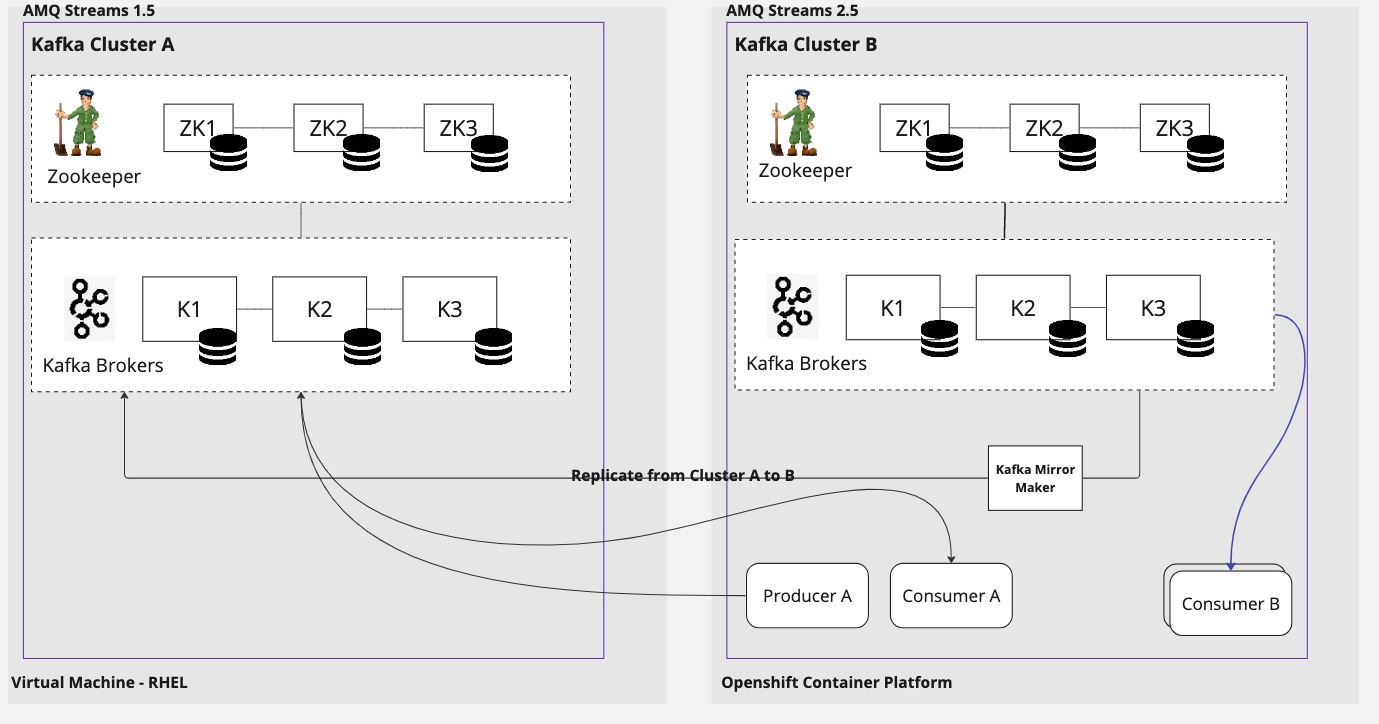 AMQ Streams 1.5
Kafka Cluster A
ZK1
ZK2
ZK3
Zookeeper
K1
K2
K3
Kafka Brokers
AMQ Streams 2.5
Kafka Cluster B
ZK1
ZK2
ZK3
Zookeeper
K1
K2
K3
Kafka Brokers
Replicate from Cluster A to B
Kafka Mirror
Maker
Producer A
Consumer A
Consumer B
Virtual Machine - RHEL
Openshift Container Platform